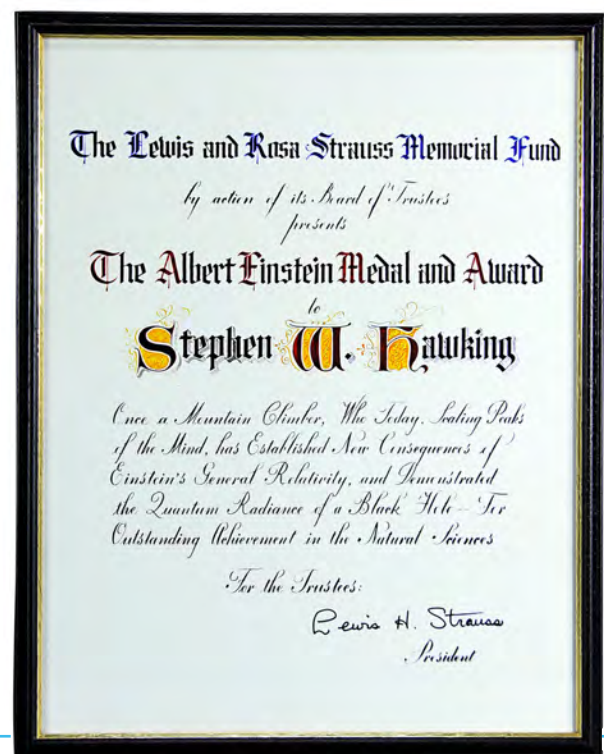 The Lewis and Rosa Strauss Memorial Fund
by action of its Board of Trustees
presents
The Albert Einstein Medal and Award
to
Stephen W. Hawking
Once a Mountain Climber, Who Today, Scaling Peaks
of the Mind, has Established New Consequences of
Einstein's General Relativity, and Demonstrated
the Quantum Radiance of a Black Hole — For
Outstanding Achievement in the Natural Sciences
For the Trustees:
Lewis H. Strauss
President